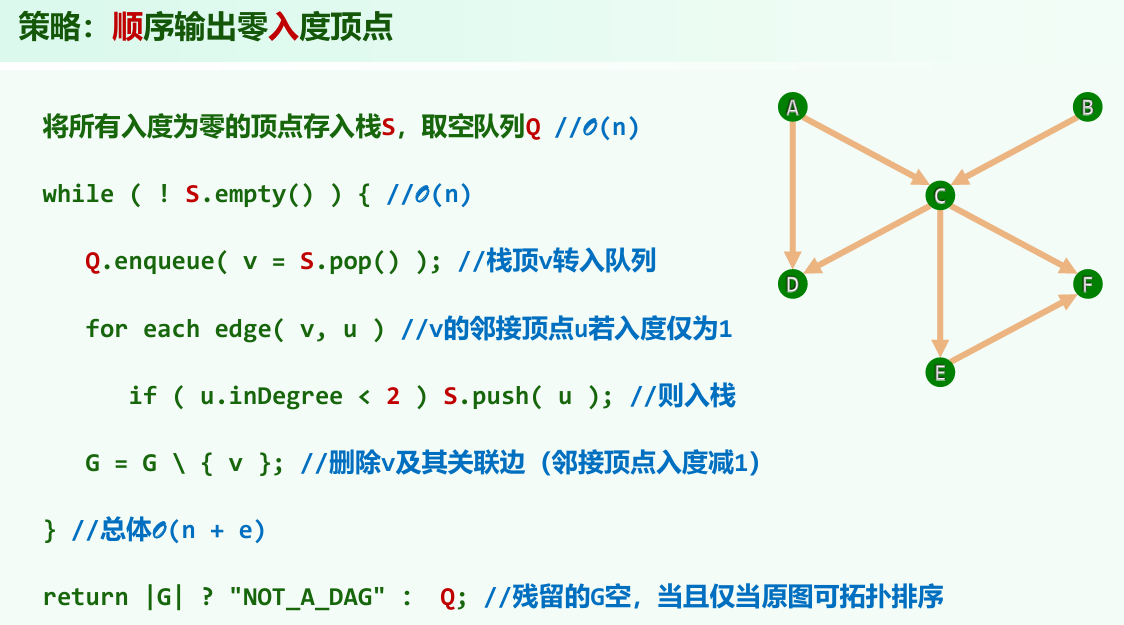 策略：顺序输出零入度顶点
将所有入度为零的顶点存入栈S，取空队列Q //𝒪(n)
while ( ! S.empty() ) { //𝒪(n)
Q.enqueue( v = S.pop() ); //栈顶v转入队列
for each edge( v, u ) //v的邻接顶点u若入度仅为1
if ( u.inDegree < 2 ) S.push( u ); //则入栈
G = G \ { v }; //删除v及其关联边（邻接顶点入度减1）
} //总体𝒪(n + e)
return |G| ? "NOT_A_DAG" : Q; //残留的G空，当且仅当原图可拓扑排序
A
B
C
D
F
E